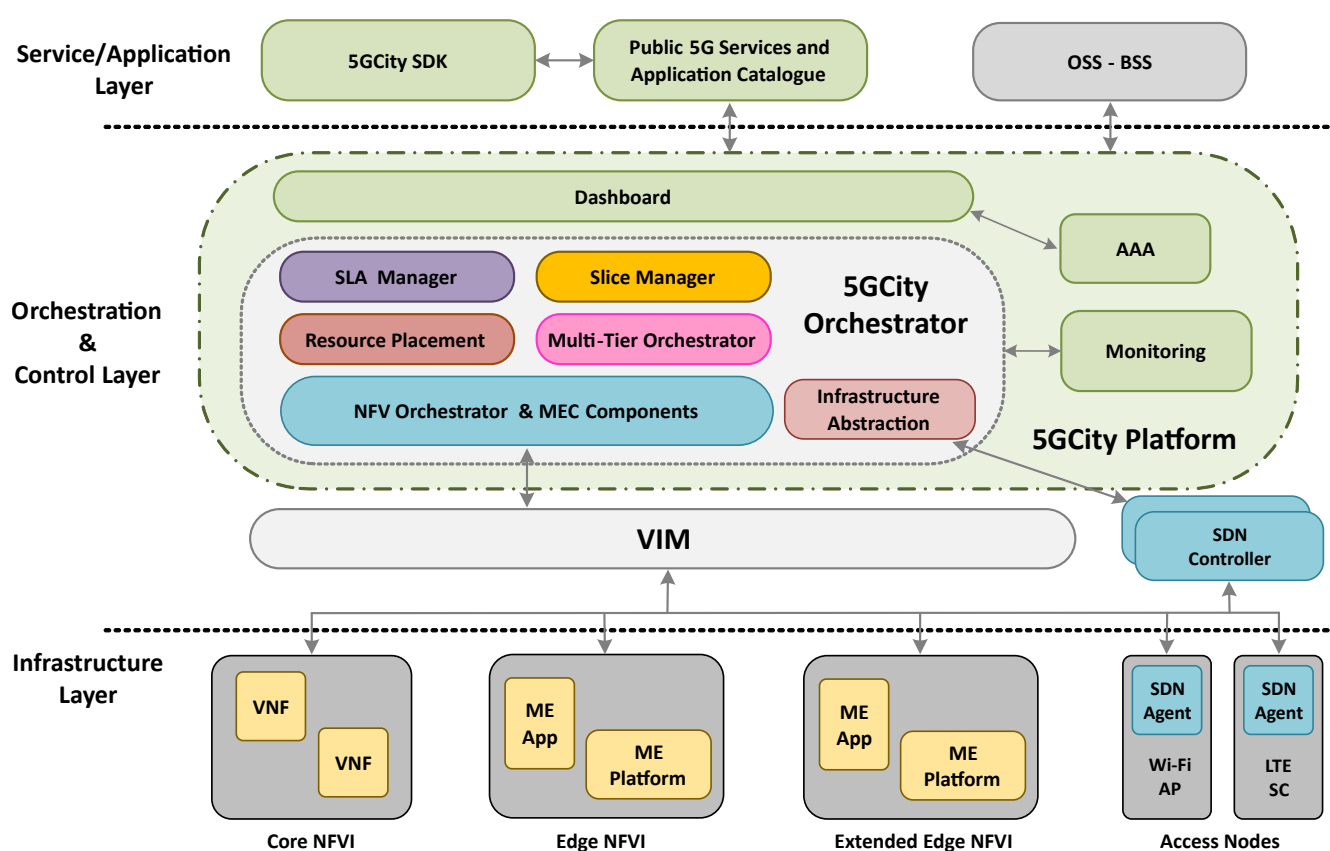 Service/Application
Layer
5GCity SDK
Public 5G Services and
Application Catalogue
OSS - BSS
Dashboard
AAA
SLA Manager
Slice Manager
5GCity
Orchestrator
Orchestration
&
Control Layer
Resource Placement
Multi-Tier Orchestrator
Monitoring
NFV Orchestrator & MEC Components
Infrastructure
Abstraction
5GCity Platform
VIM
SDN
Controller
Infrastructure
Layer
VNF
VNF
ME
App
ME
Platform
ME
App
ME
Platform
SDN
Agent
Wi-Fi
AP
SDN
Agent
LTE
SC
Core NFVI
Edge NFVI
Extended Edge NFVI
Access Nodes